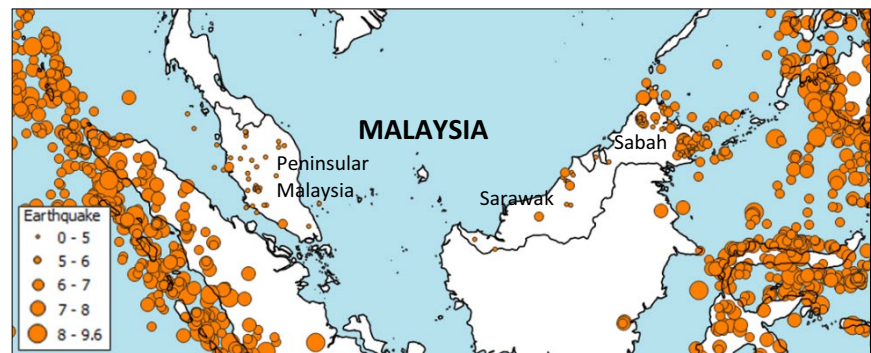 MALAYSIA
Sabah
Peninsular
Malaysia
Sarawak
Earthquake
0 - 5
5 - 6
6 - 7
7 - 8
8 - 9.6